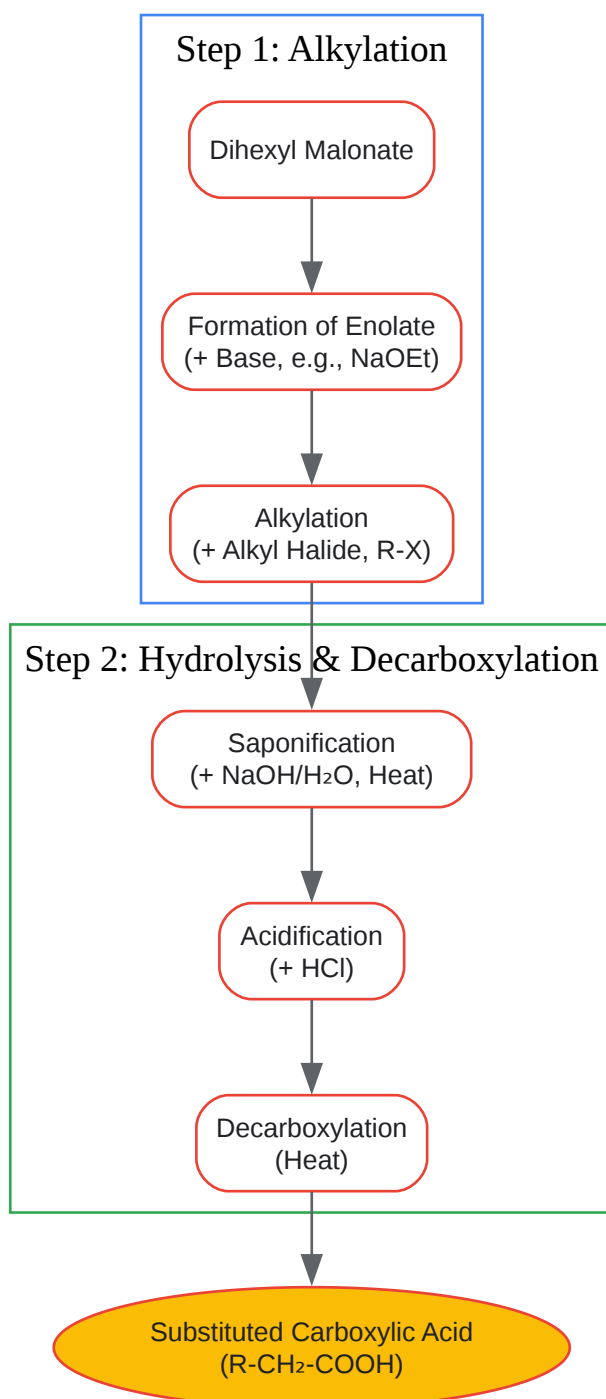 Step 1: Alkylation
Dihexyl Malonate
Formation of Enolate
(+ Base, e.g., NaOEt)
Alkylation
(+ Alkyl Halide, R-X)
Step 2: Hydrolysis & Decarboxylation
Saponification
(+ NaOH/H₂O, Heat)
Acidification
(+ HCl)
Decarboxylation
(Heat)
Substituted Carboxylic Acid
(R-CH₂-COOH)